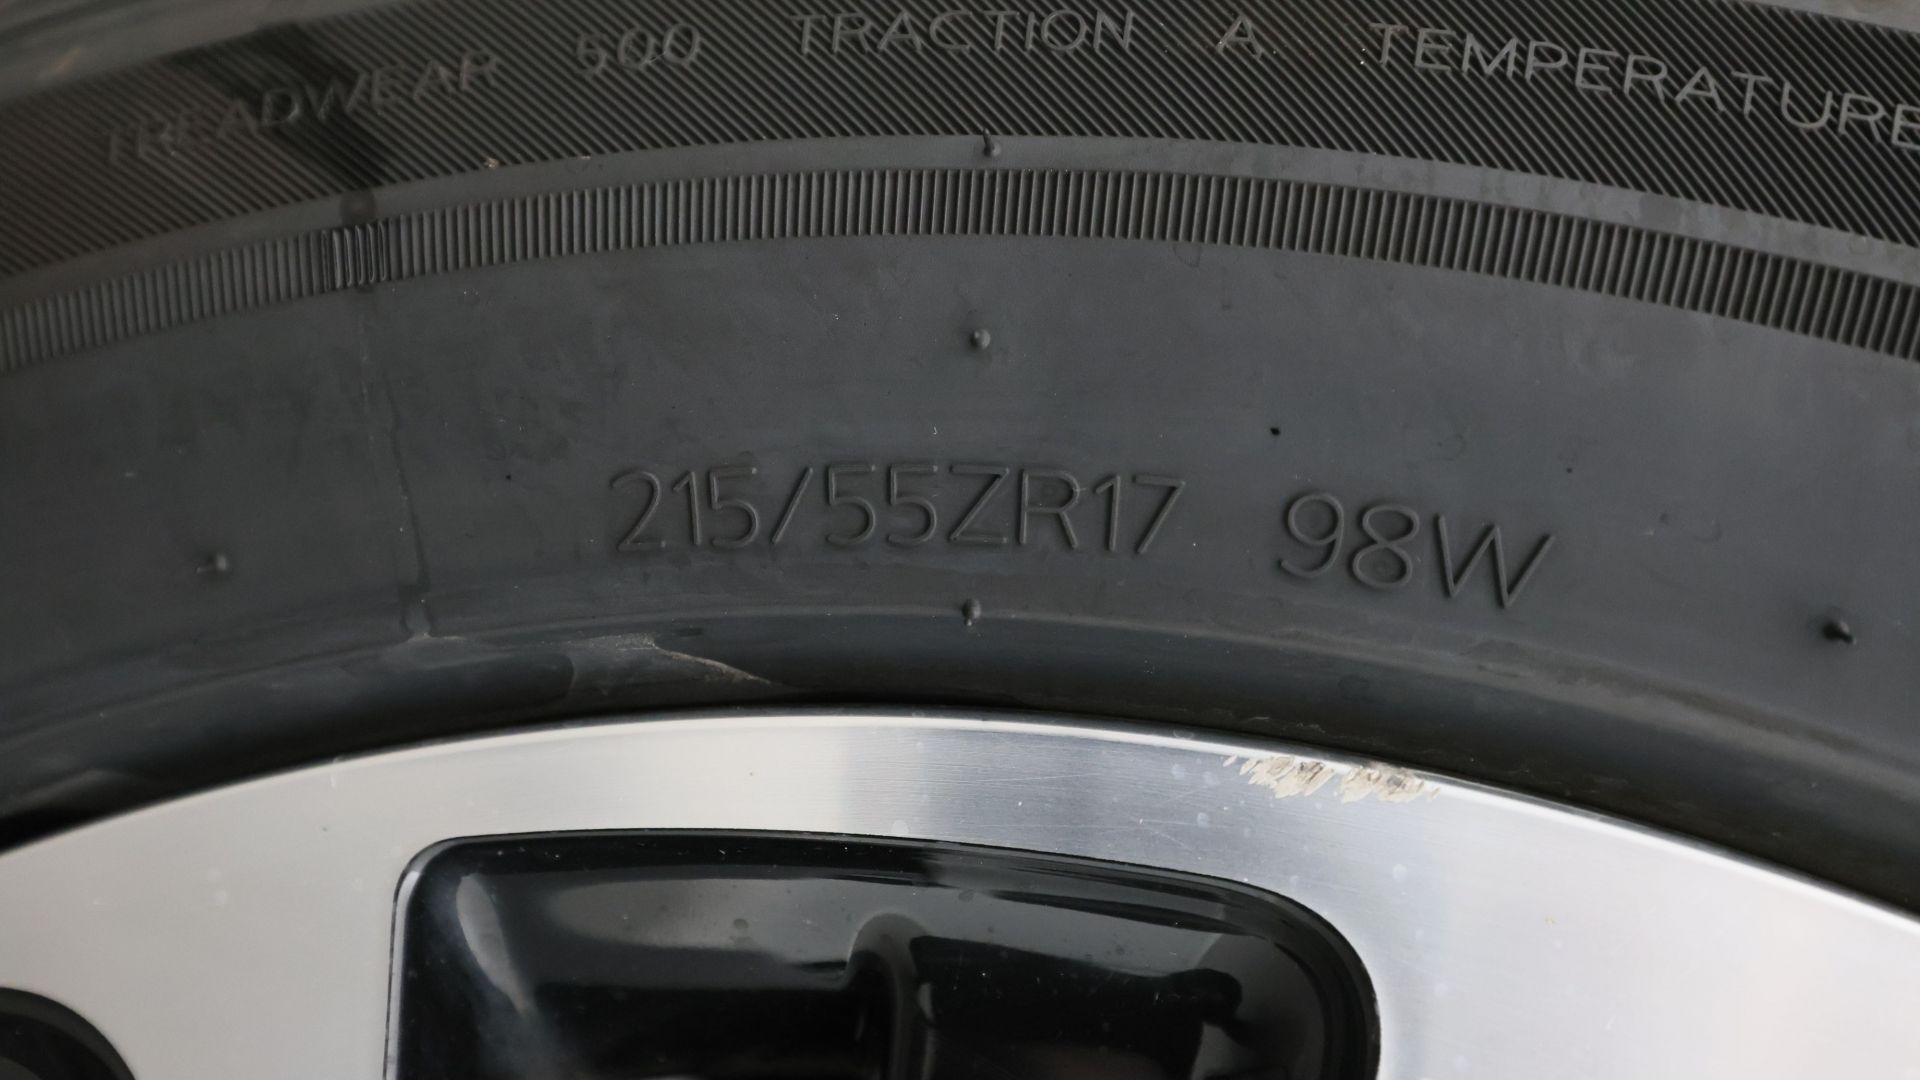 TREADWEAR 500 TRACTION A TEMPERATURE
215/55ZR17 98W